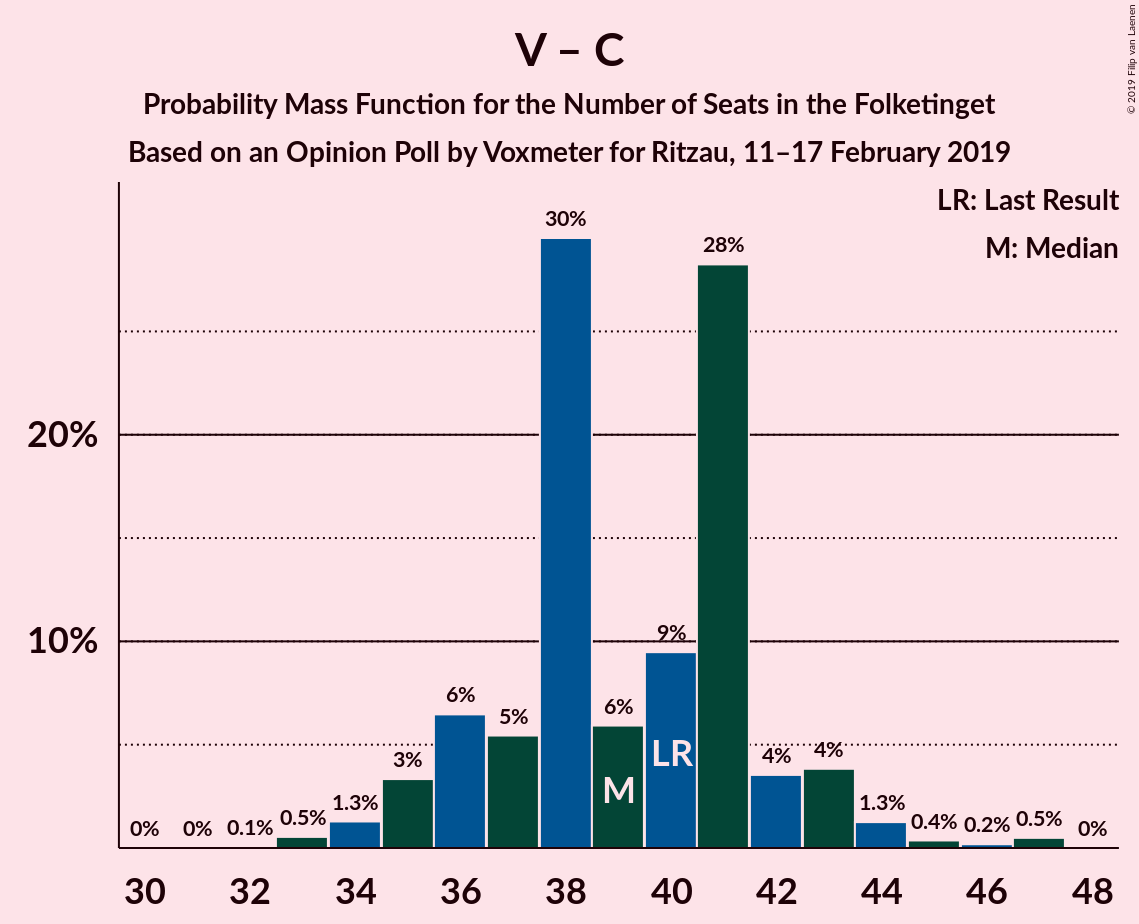 V – C
Probability Mass Function for the Number of Seats in the Folketinget
Based on an Opinion Poll by Voxmeter for Ritzau, 11–17 February 2019
© 2019 Filip van Laenen
LR: Last Result
M: Median
30%
28%
20%
10%
9%
6%
5%
6%
3%
4%
4%
1.3%
1.3%
0%
0%
0.1%
0.5%
0.4%
0.2%
0.5%
0%
LR
M
30 32 34 36 38 40 42 44 46 48